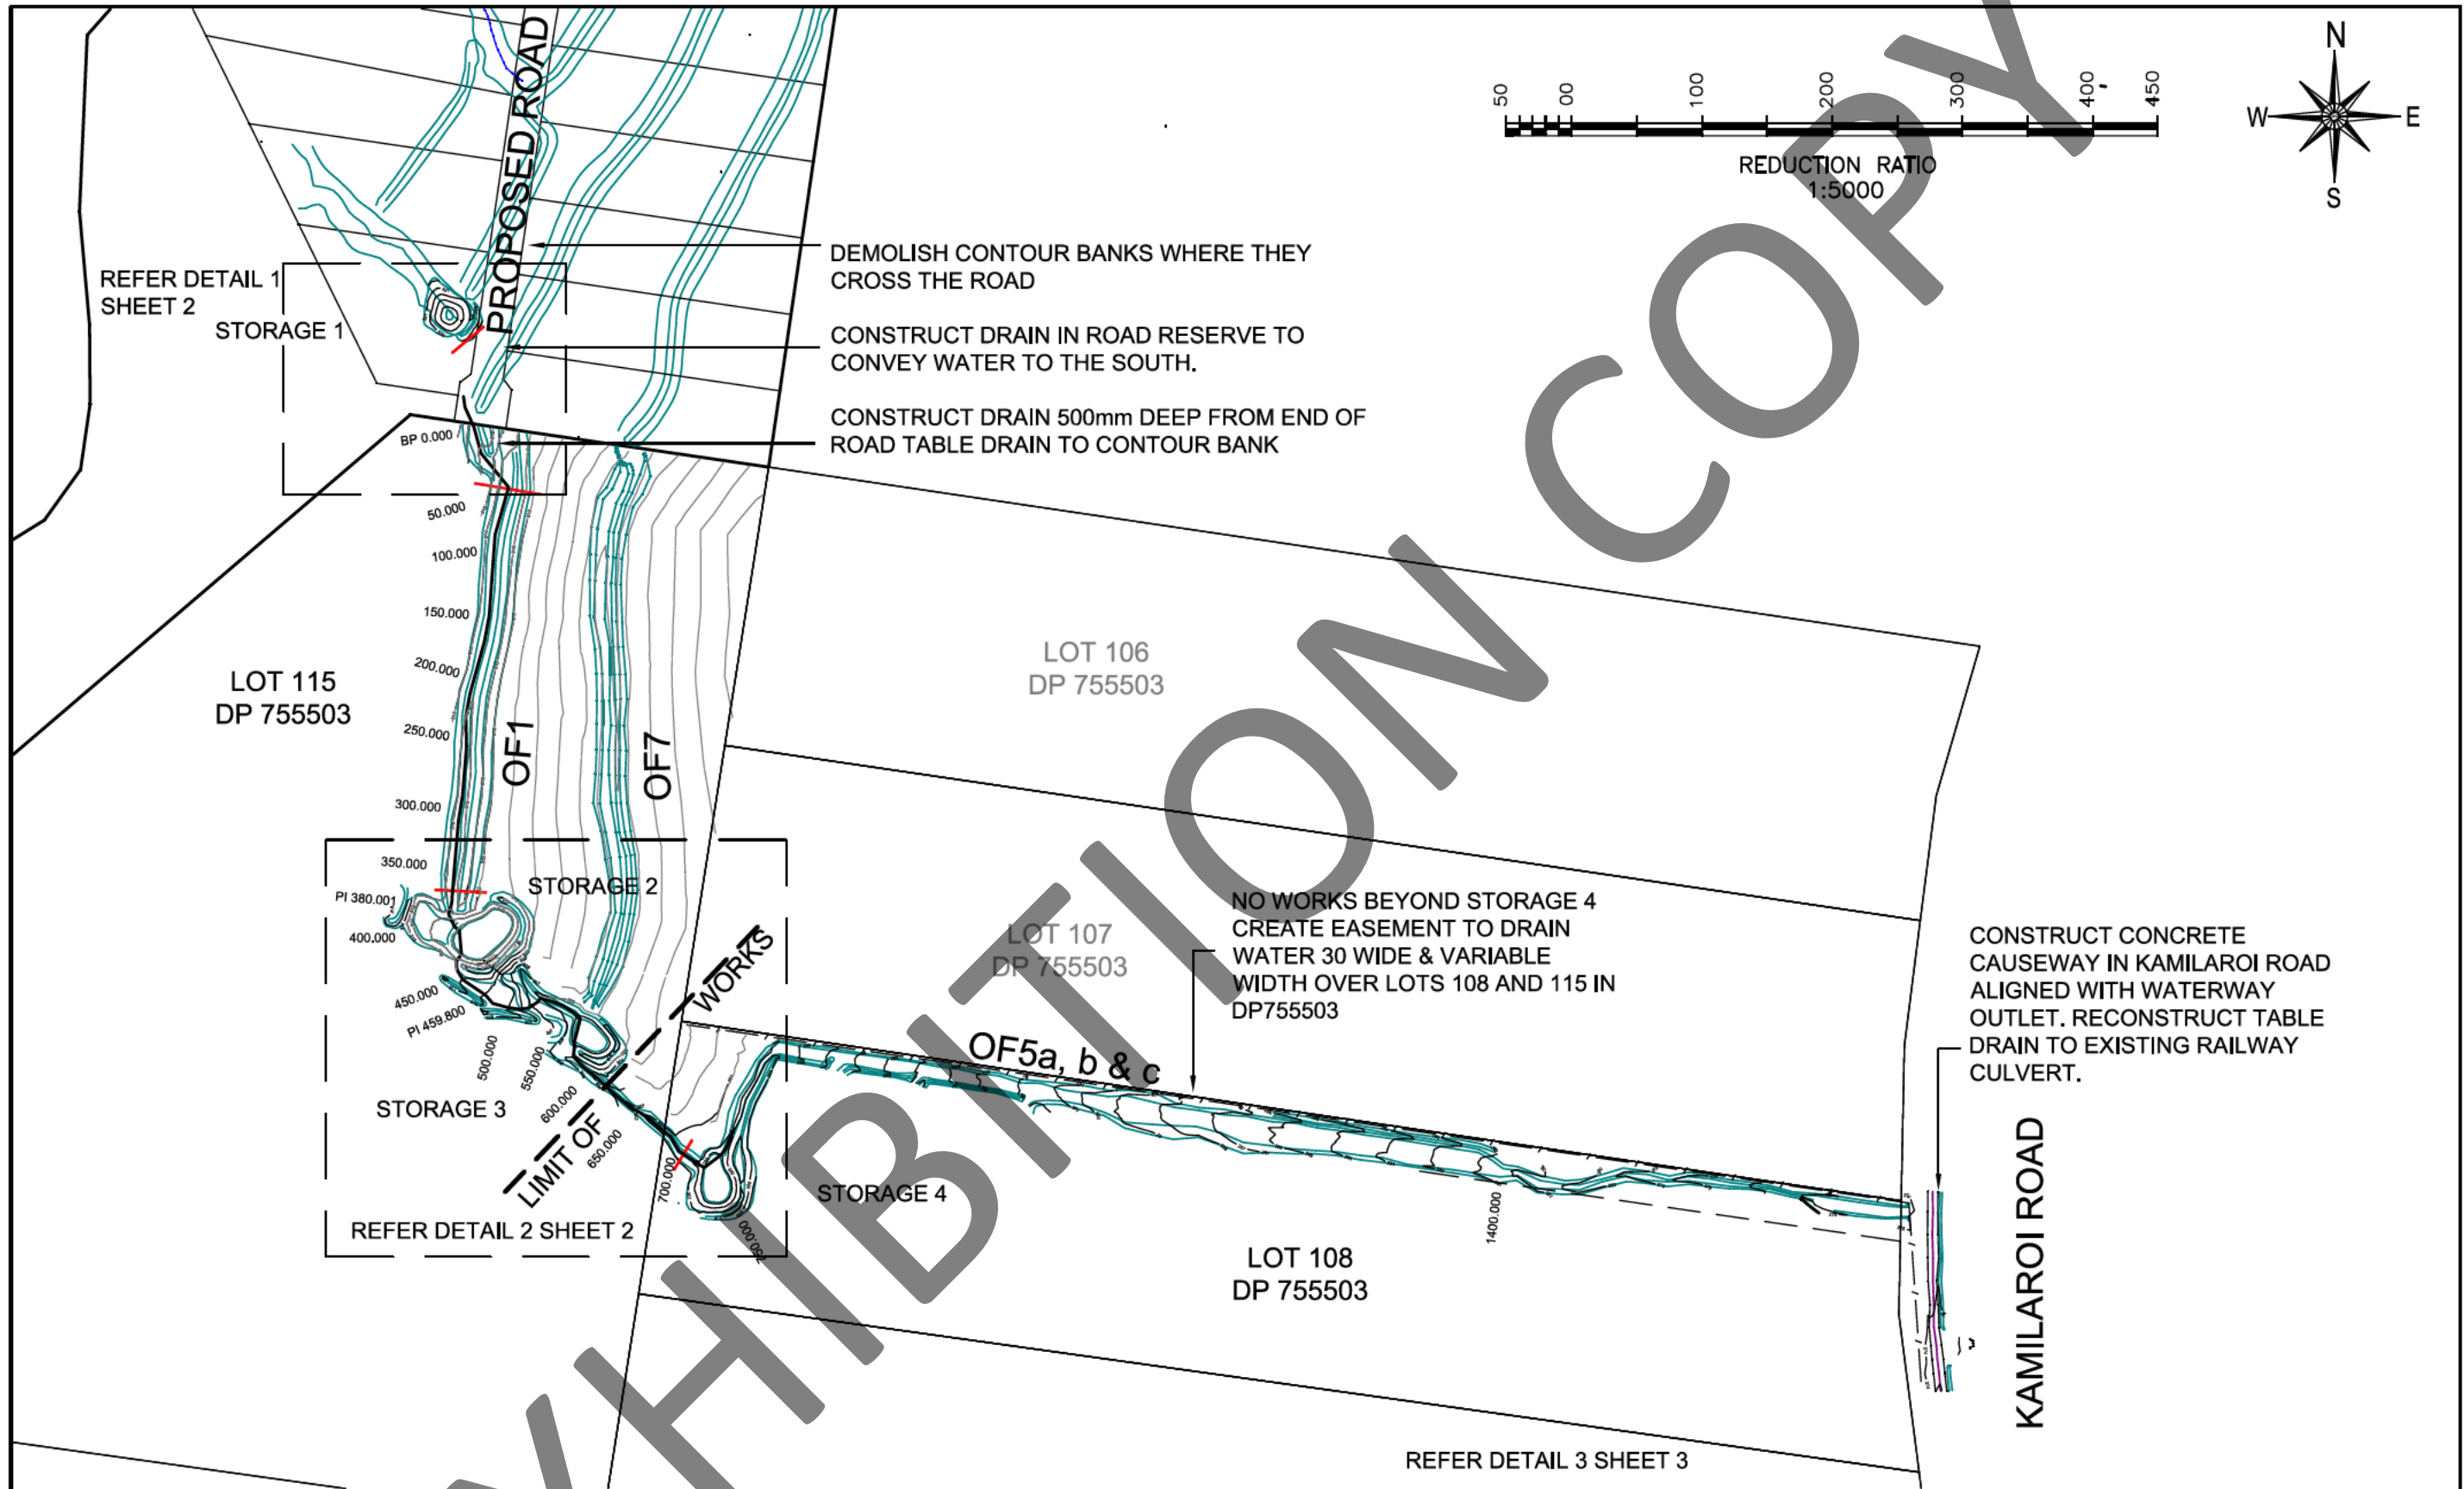 PROPOSED ROAD
50
00
100
200
300
400
450
REDUCTION RATIO
1:5000
N
W
E
S
DEMOLISH CONTOUR BANKS WHERE THEY
CROSS THE ROAD
REFER DETAIL 1
SHEET 2
STORAGE 1
CONSTRUCT DRAIN IN ROAD RESERVE TO
CONVEY WATER TO THE SOUTH.
CONSTRUCT DRAIN 500mm DEEP FROM END OF
ROAD TABLE DRAIN TO CONTOUR BANK
BP 0.000
50.000
100.000
150.000
200.000
250.000
300.000
350.000
PI 380.001
400.000
450.000
PI 459.800
500.000
550.000
600.000
650.000
700.000
750.000
LOT 115
DP 755503
OF1
OF7
LOT 106
DP 755503
STORAGE 2
LOT 107
DP 755503
NO WORKS BEYOND STORAGE 4
CREATE EASEMENT TO DRAIN
WATER 30 WIDE & VARIABLE
WIDTH OVER LOTS 108 AND 115 IN
DP755503
CONSTRUCT CONCRETE
CAUSEWAY IN KAMILAROI ROAD
ALIGNED WITH WATERWAY
OUTLET. RECONSTRUCT TABLE
DRAIN TO EXISTING RAILWAY
CULVERT.
LIMIT OF WORKS
OF5a, b & c
STORAGE 3
STORAGE 4
REFER DETAIL 2 SHEET 2
1400.000
LOT 108
DP 755503
KAMILAROI ROAD
REFER DETAIL 3 SHEET 3
XHIBITION COPY